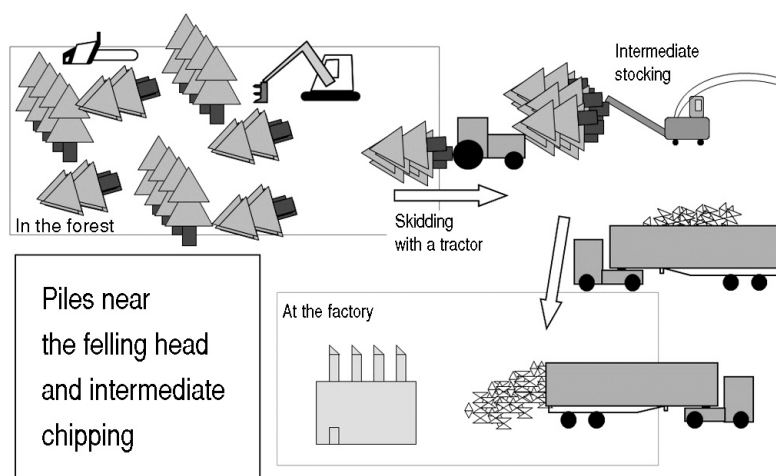 Intermediate
stocking
In the forest
Skidding
with a tractor
Piles near
the felling head
and intermediate
chipping
At the factory